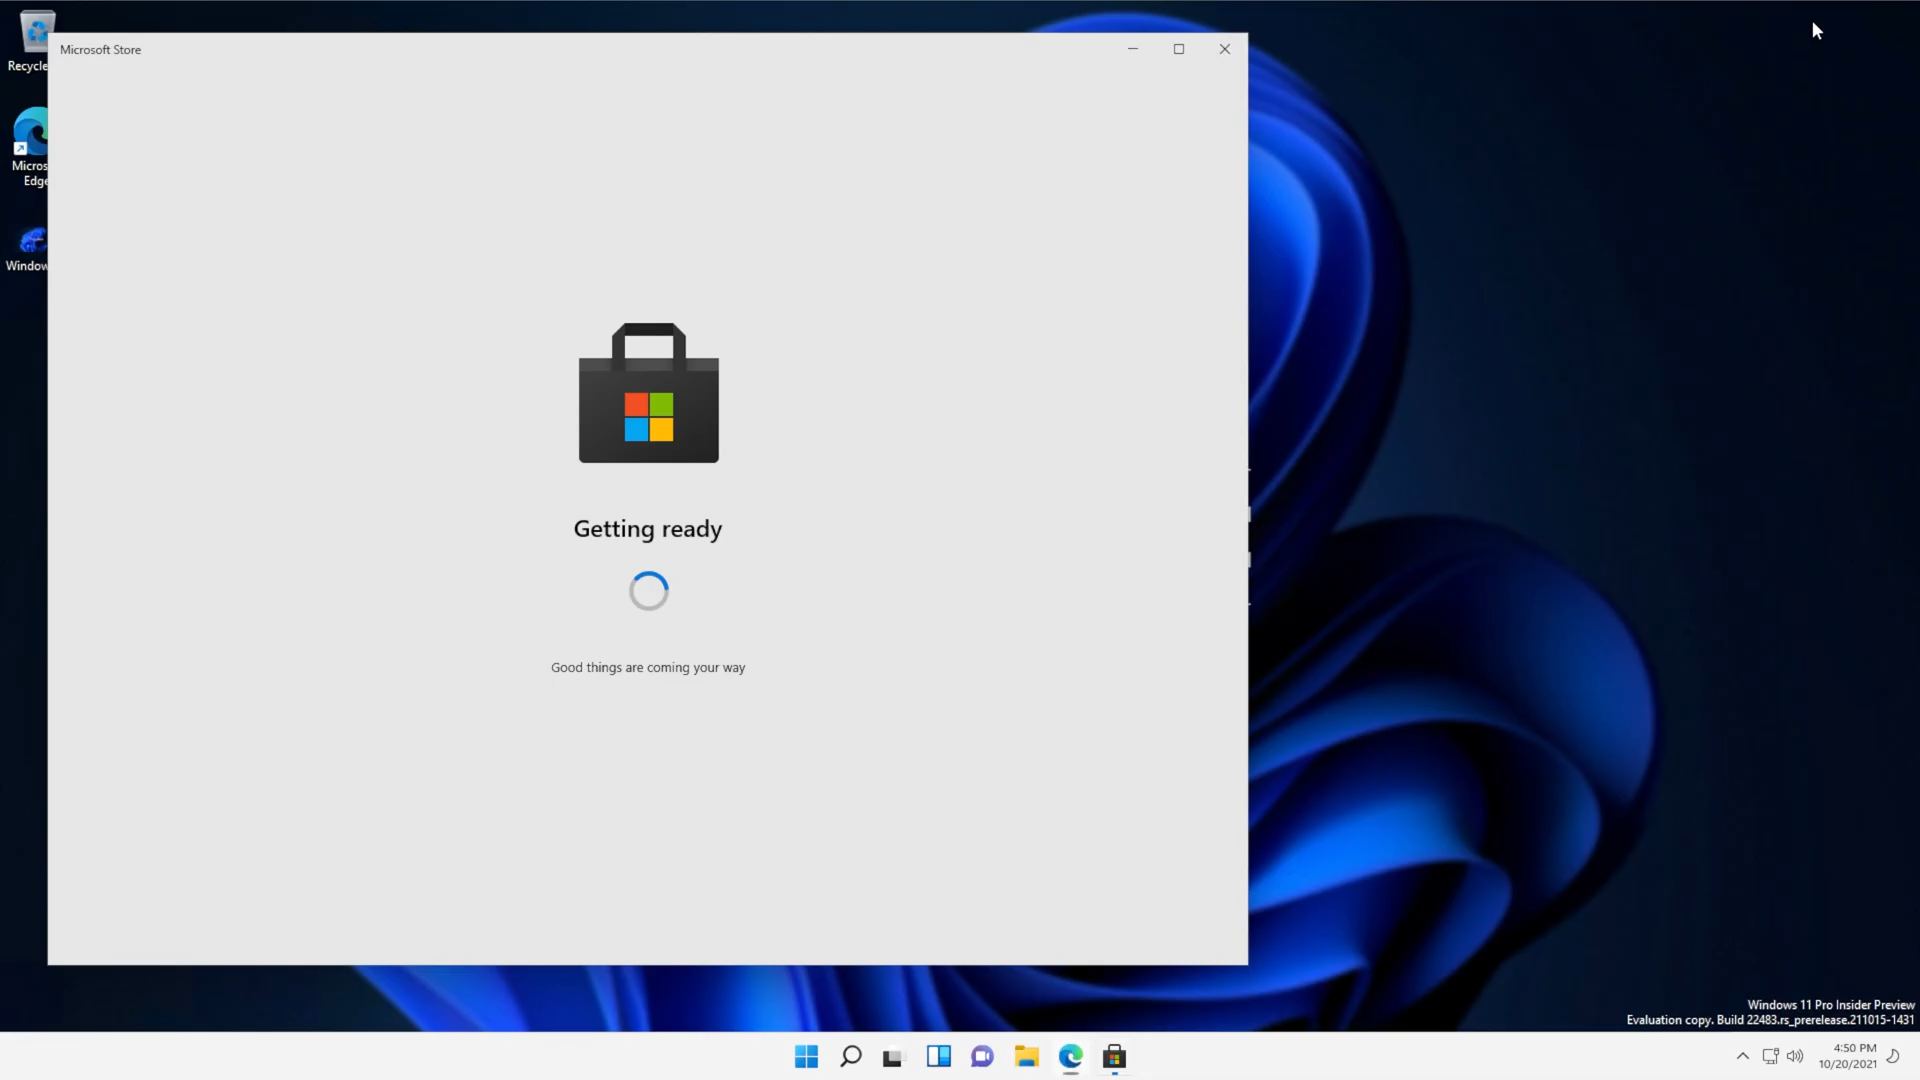 Recycle
Microsoft Store
Micros
Edge
Window
Getting ready
Good things are coming your way
Windows 11 Pro Insider Preview
Evaluation copy. Build 22483.rs_prerelease.211015-1431
4:50 PM
10/20/2021